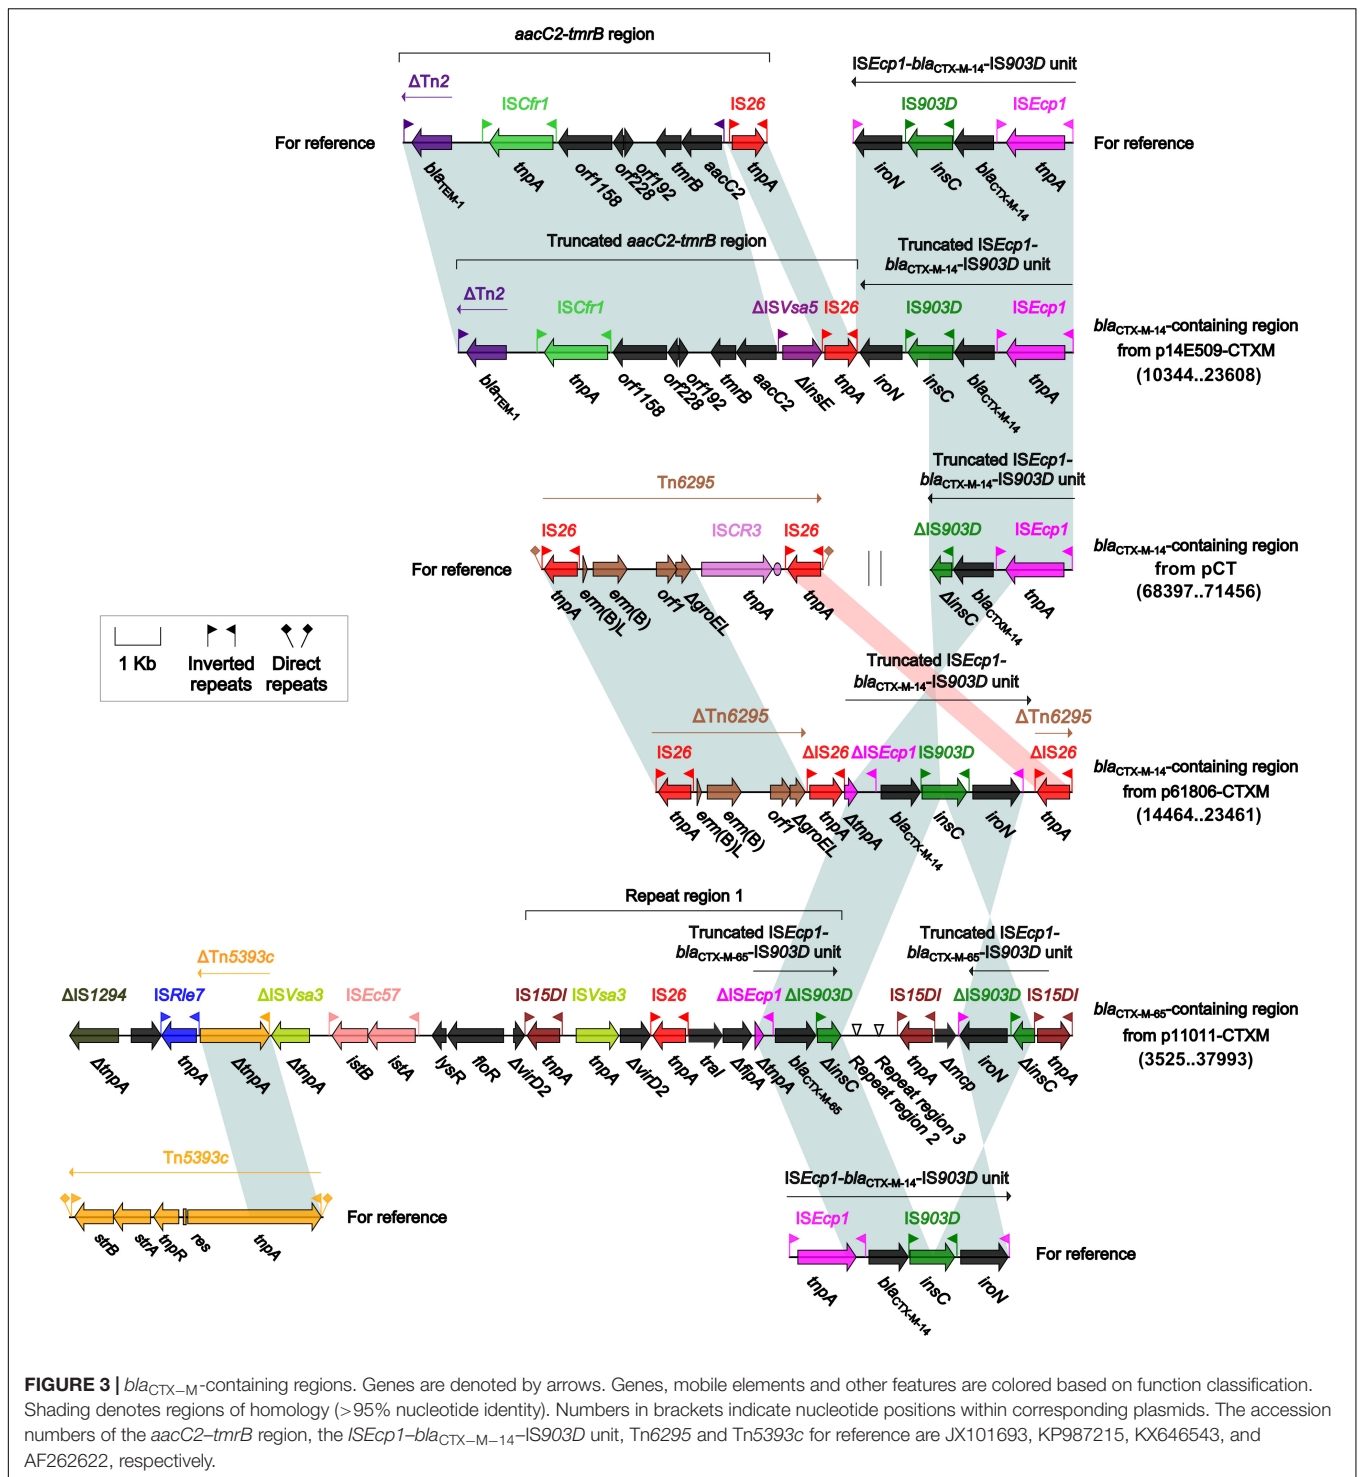 aacC2-tmrB region
ISEcp1-blaCTX-M-14-IS903D unit
ΔTn2
ISCfr1
IS26
IS903D
ISEcp1
For reference
For reference
blaTEM-1
tnpA
orf1158
orf228
orf192
tmrB
aacC2
tnpA
iroN
insC
blaCTX-M-14
tnpA
Truncated aacC2-tmrB region
Truncated ISEcp1-
blaCTX-M-14-IS903D unit
ΔTn2
ISCfr1
ΔISVsa5
IS26
IS903D
ISEcp1
blaCTX-M-14-containing region
from p14E509-CTXM
(10344..23608)
blaTEM-1
tnpA
orf1158
orf228
orf192
tmrB
aacC2
ΔinsE
tnpA
iroN
insC
blaCTX-M-14
tnpA
Truncated ISEcp1-
blaCTX-M-14-IS903D unit
Tn6295
IS26
ISCR3
IS26
ΔIS903D
ISEcp1
For reference
blaCTX-M-14-containing region
from pCT
(68397..71456)
tnpA
erm(B)L
erm(B)
orf1
ΔgroEL
tnpA
tnpA
ΔinsC
blaCTXM-14
tnpA
1 Kb
Inverted
repeats
Direct
repeats
Truncated ISEcp1-
blaCTX-M-14-IS903D unit
ΔTn6295
ΔTn6295
IS26
ΔIS26
ΔISEcp1
IS903D
ΔIS26
blaCTX-M-14-containing region
from p61806-CTXM
(14464..23461)
tnpA
erm(B)L
erm(B)
orf1
ΔgroEL
tnpA
ΔtnpA
blaCTX-M-14
insC
iroN
tnpA
Repeat region 1
Truncated ISEcp1-
blaCTX-M-65-IS903D unit
Truncated ISEcp1-
blaCTX-M-65-IS903D unit
ΔTn5393c
ΔIS1294
ISRle7
ΔISVsa3
ISEc57
IS15DI
ISVsa3
IS26
ΔISEcp1
ΔIS903D
IS15DI
ΔIS903D
IS15DI
blaCTX-M-65-containing region
from p11011-CTXM
(3525..37993)
ΔtnpA
tnpA
ΔtnpA
ΔtnpA
istB
istA
lysR
floR
ΔvirD2
tnpA
tnpA
ΔvirD2
tnpA
traI
ΔfipA
ΔtnpA
blaCTX-M-65
ΔinsC
Repeat region 2
Repeat region 3
tnpA
Δmcp
iroN
ΔinsC
tnpA
Tn5393c
For reference
strB
strA
tnpR
res
tnpA
ISEcp1-blaCTX-M-14-IS903D unit
ISEcp1
IS903D
For reference
tnpA
blaCTX-M-14
insC
iroN
FIGURE 3 | blaCTX−M-containing regions. Genes are denoted by arrows. Genes, mobile elements and other features are colored based on function classification.
Shading denotes regions of homology (>95% nucleotide identity). Numbers in brackets indicate nucleotide positions within corresponding plasmids. The accession
numbers of the aacC2–tmrB region, the ISEcp1–blaCTX−M−14–IS903D unit, Tn6295 and Tn5393c for reference are JX101693, KP987215, KX646543, and
AF262622, respectively.